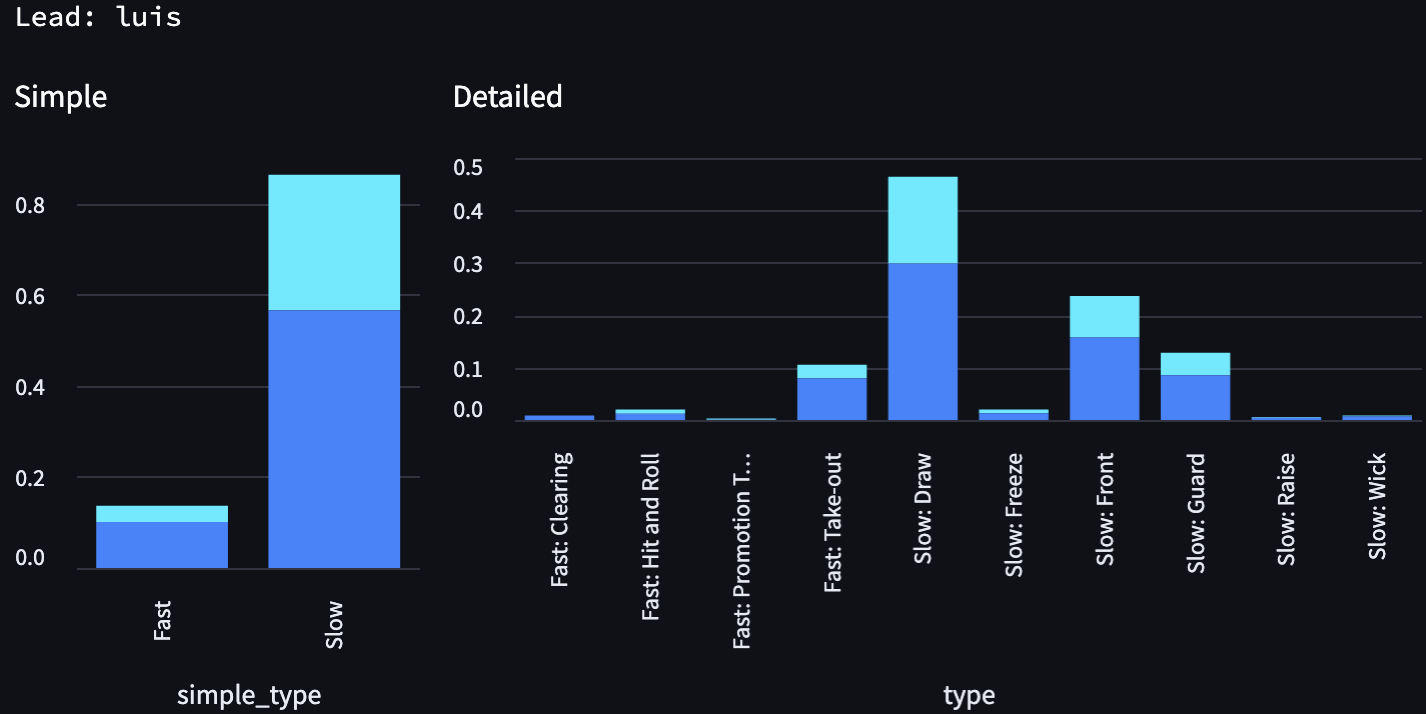 Lead: luis
Simple
0.8
0.6
0.4
0.2
0.0
Fast
Slow
simple_type
Detailed
0.5
0.4
0.3
0.2
0.1
0.0
Fast: Clearing
Fast: Hit and Roll
Fast: Promotion T…
Fast: Take-out
Slow: Draw
Slow: Freeze
Slow: Front
Slow: Guard
Slow: Raise
Slow: Wick
type